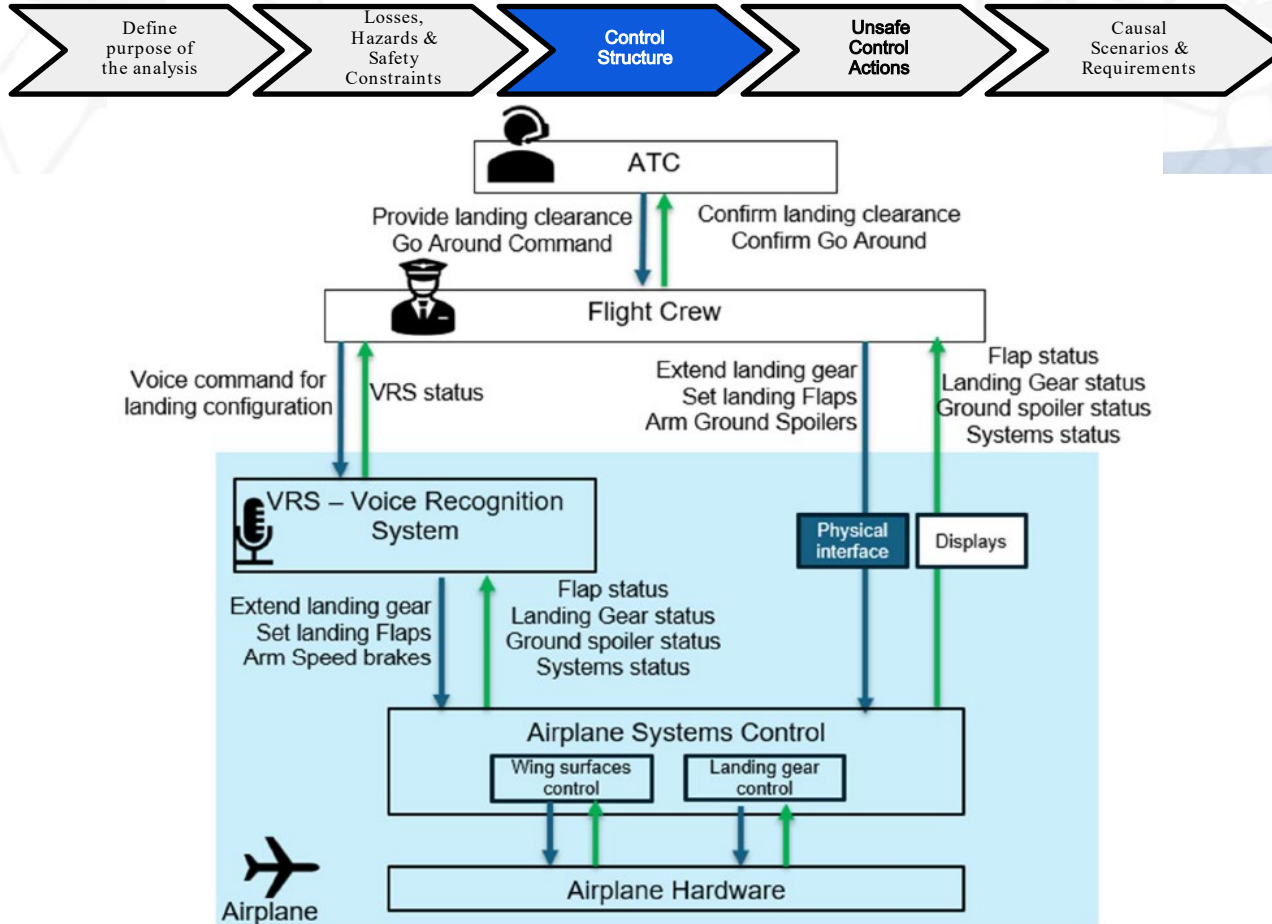 Define
purpose of
the analysis
Losses,
Hazards &
Safety
Constraints
Control
Structure
Unsafe
Control
Actions
Causal
Scenarios &
Requirements
ATC
Provide landing clearance
Go Around Command
Confirm landing clearance
Confirm Go Around
Flight Crew
Voice command for
landing configuration
VRS status
Extend landing gear
Set landing Flaps
Arm Ground Spoilers
Flap status
Landing Gear status
Ground spoiler status
Systems status
VRS – Voice Recognition
System
Physical
interface
Displays
Extend landing gear
Set landing Flaps
Arm Speed brakes
Flap status
Landing Gear status
Ground spoiler status
Systems status
Airplane Systems Control
Wing surfaces
control
Landing gear
control
Airplane Hardware
Airplane